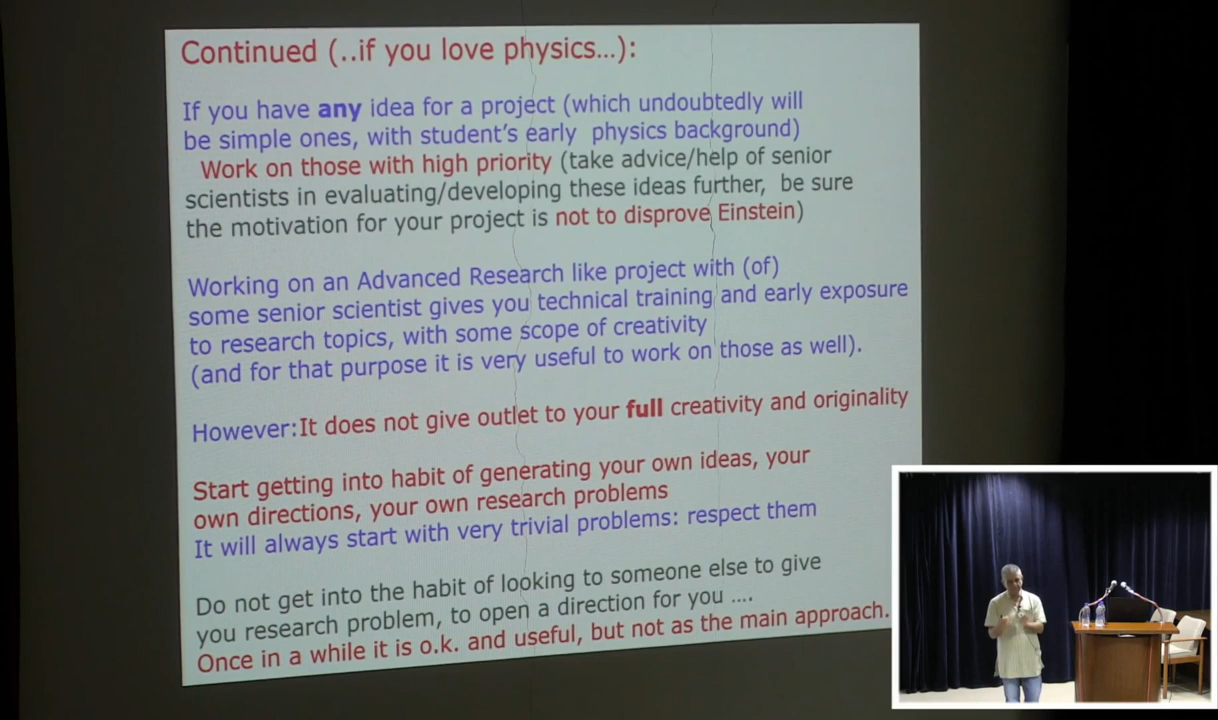 Continued (..if you love physics...):
If you have any idea for a project (which undoubtedly will
be simple ones, with student's early physics background)
Work on those with high priority (take advice/help of senior
scientists in evaluating/developing these ideas further, be sure
the motivation for your project is not to disprove Einstein)
Working on an Advanced Research like project with (of)
some senior scientist gives you technical training and early exposure
to research topics, with some scope of creativity
(and for that purpose it is very useful to work on those as well).
However:It does not give outlet to your full creativity and originality
Start getting into habit of generating your own ideas, your
own directions, your own research problems
It will always start with very trivial problems: respect them
Do not get into the habit of looking to someone else to give
you research problem, to open a direction for you ....
Once in a while it is o.k. and useful, but not as the main approach.